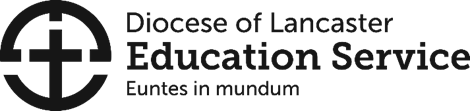 Diocese of Lancaster
Education Service
Euntes in mundum